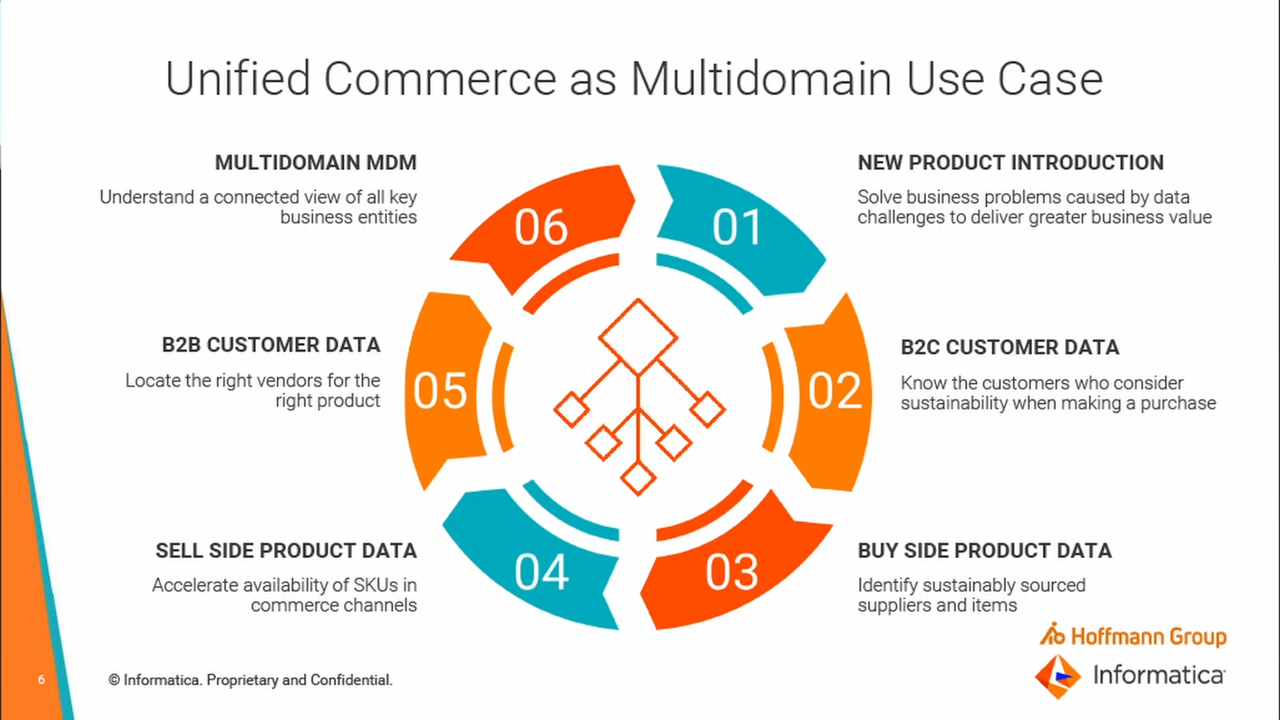 Unified Commerce as Multidomain Use Case
MULTIDOMAIN MDM
Understand a connected view of all key
business entities
NEW PRODUCT INTRODUCTION
Solve business problems caused by data
challenges to deliver greater business value
06
01
B2B CUSTOMER DATA
Locate the right vendors for the
right product
05
02
B2C CUSTOMER DATA
Know the customers who consider
sustainability when making a purchase
SELL SIDE PRODUCT DATA
Accelerate availability of SKUs in
commerce channels
04
03
BUY SIDE PRODUCT DATA
Identify sustainably sourced
suppliers and items
Hoffmann Group
Informatica
6
© Informatica. Proprietary and Confidential.